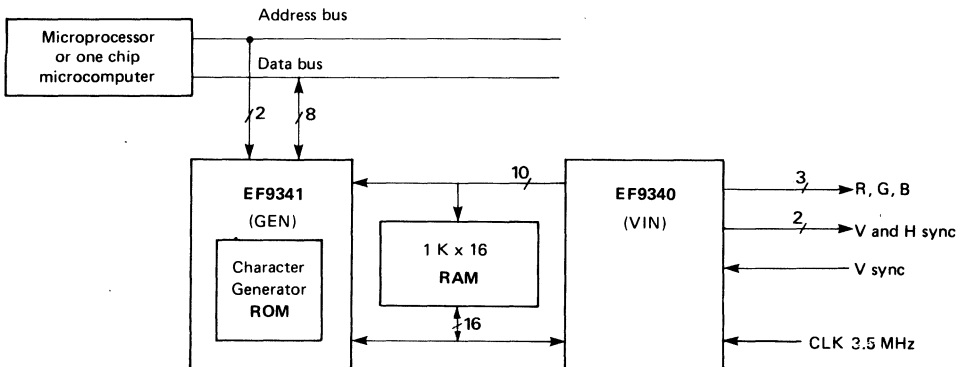 Address bus
Microprocessor
or one chip
microcomputer
Data bus
2
8
EF9341
(GEN)
Character
Generator
ROM
10
1 K x 16
RAM
16
EF9340
(VIN)
3
R, G, B
2
V and H sync
V sync
CLK 3.5 MHz